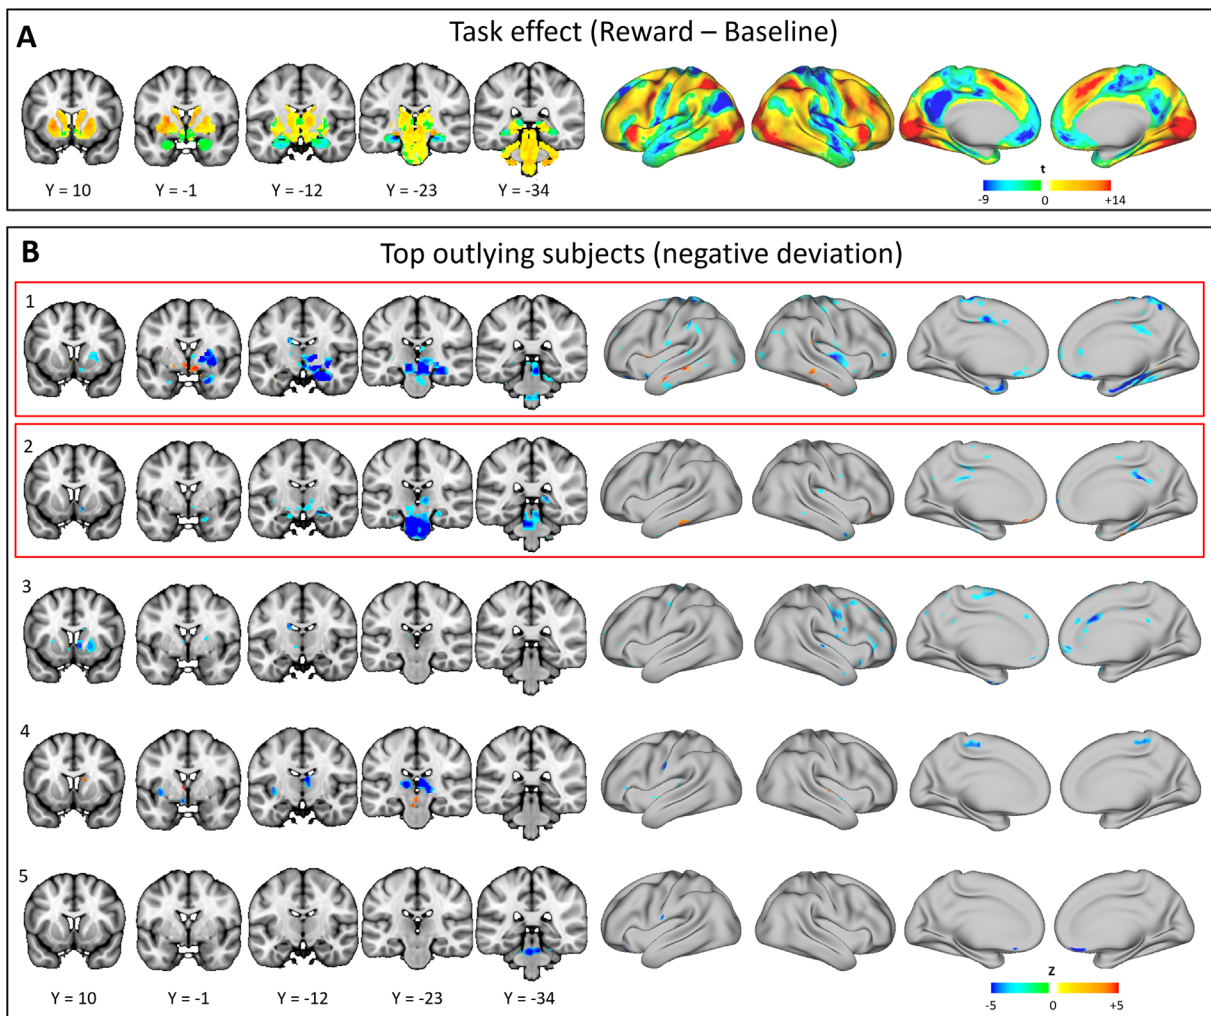 A
Task effect (Reward – Baseline)
Y = 10
Y = -1
Y = -12
Y = -23
Y = -34
t
-9
0
+14
B
Top outlying subjects (negative deviation)
1
2
3
4
5
Y = 10
Y = -1
Y = -12
Y = -23
Y = -34
Z
-5
0
+5